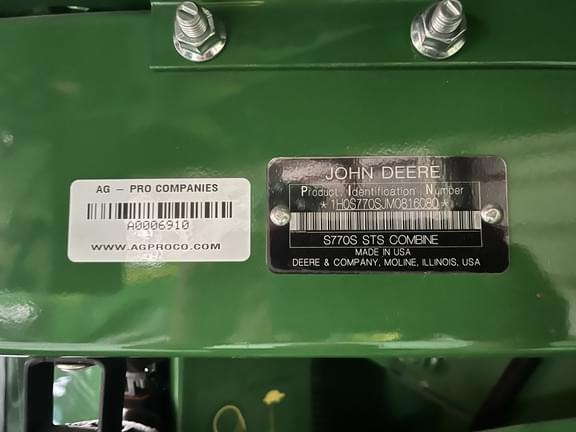 AG - PRO COMPANIES
A0006910
WWW.AGPROCO.COM
JOHN DEERE
Product Identification Number
*1H0S770SJM0816080*
S770S STS COMBINE
MADE IN USA
DEERE & COMPANY, MOLINE, ILLINOIS, USA